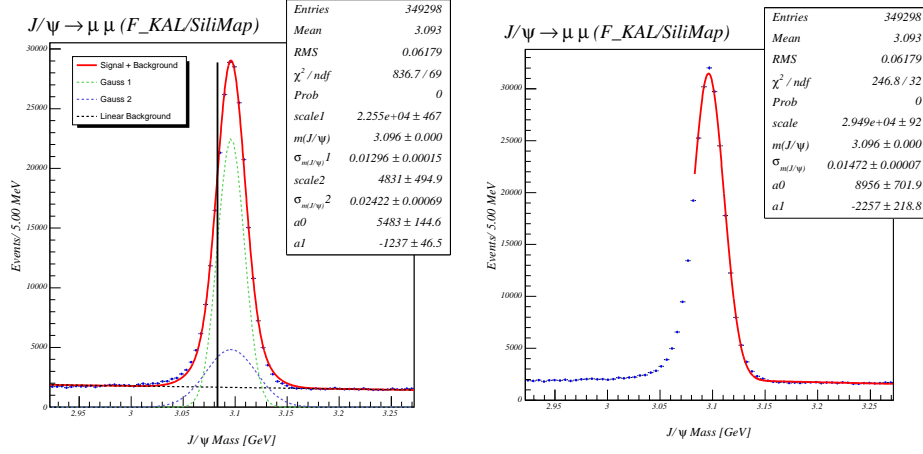 J/ψ→μ μ (F_KAL/SiliMap)
Entries 349298
Mean 3.093
RMS 0.06179
χ² / ndf 836.7 / 69
Prob 0
scale1 2.255e+04 ± 467
m(J/ψ) 3.096 ± 0.000
σm(J/ψ)1 0.01296 ± 0.00015
scale2 4831 ± 494.9
σm(J/ψ)2 0.02422 ± 0.00069
a0 5483 ± 144.6
a1 -1237 ± 46.5
Signal + Background
Gauss 1
Gauss 2
Linear Background
Events/ 5.00 MeV
30000
25000
20000
15000
10000
5000
0
2.95 3 3.05 3.1 3.15 3.2 3.25
J/ψ Mass [GeV]
J/ψ→μ μ (F_KAL/SiliMap)
Entries 349298
Mean 3.093
RMS 0.06179
χ² / ndf 246.8 / 32
Prob 0
scale 2.949e+04 ± 92
m(J/ψ) 3.096 ± 0.000
σm(J/ψ) 0.01472 ± 0.00007
a0 8956 ± 701.9
a1 -2257 ± 218.8
Events/ 5.00 MeV
30000
25000
20000
15000
10000
5000
0
2.95 3 3.05 3.1 3.15 3.2 3.25
J/ψ Mass [GeV]